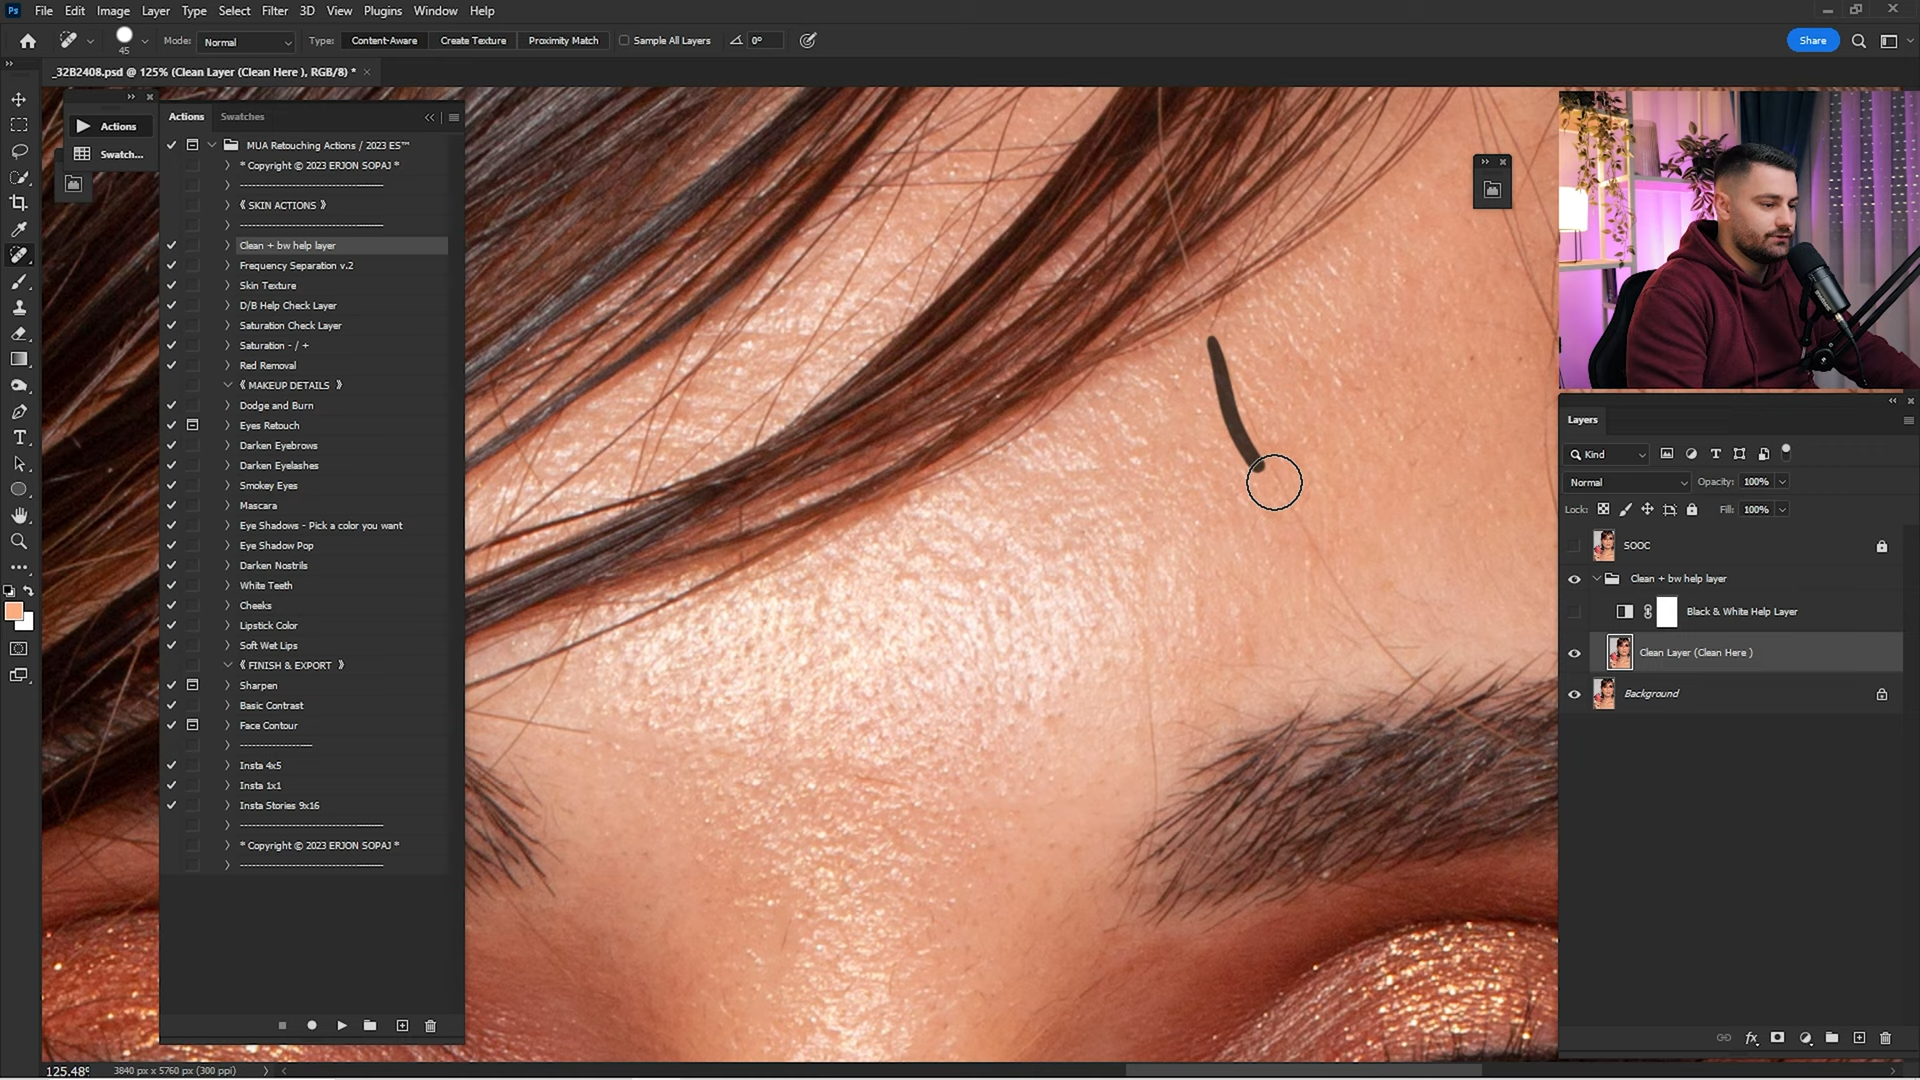 Ps File Edit Image Layer Type Select Filter 3D View Plugins Window Help
45 Mode: Normal Type: Content-Aware Create Texture Proximity Match Sample All Layers 0° Share
_32B2408.psd @ 125% (Clean Layer (Clean Here ), RGB/8) *
Actions
Swatch...
Actions Swatches
MUA Retouching Actions / 2023 ES™
* Copyright © 2023 ERJON SOPAJ *
----------------------------------------
《 SKIN ACTIONS 》
----------------------------------------
Clean + bw help layer
Frequency Separation v.2
Skin Texture
D/B Help Check Layer
Saturation Check Layer
Saturation - / +
Red Removal
《 MAKEUP DETAILS 》
Dodge and Burn
Eyes Retouch
Darken Eyebrows
Darken Eyelashes
Smokey Eyes
Mascara
Eye Shadows - Pick a color you want
Eye Shadow Pop
Darken Nostrils
White Teeth
Cheeks
Lipstick Color
Soft Wet Lips
《 FINISH & EXPORT 》
Sharpen
Basic Contrast
Face Contour
--------------------
Insta 4x5
Insta 1x1
Insta Stories 9x16
----------------------------------------
* Copyright © 2023 ERJON SOPAJ *
----------------------------------------
Layers
Kind
Normal Opacity: 100%
Lock: Fill: 100%
SOOC
Clean + bw help layer
Black & White Help Layer
Clean Layer (Clean Here )
Background
125.48% 3840 px x 5760 px (300 ppi)